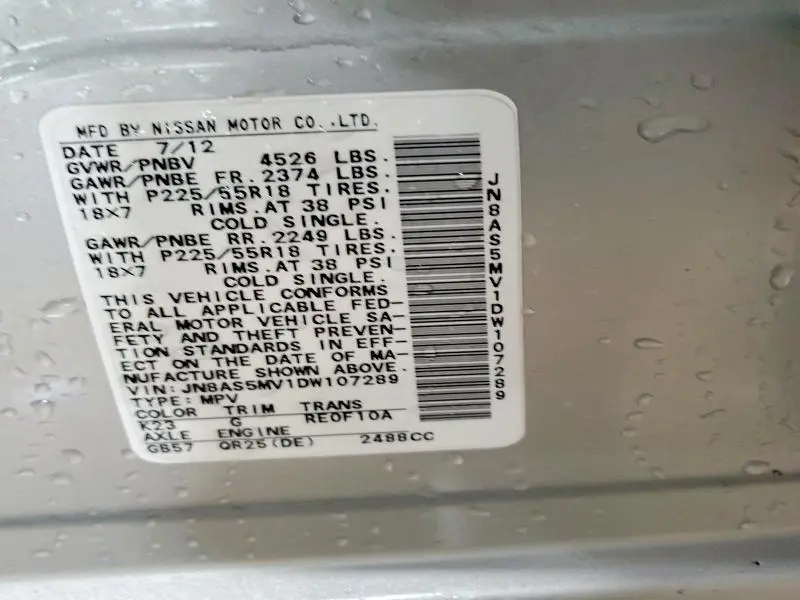 MFD BY NISSAN MOTOR CO.,LTD.
DATE 7/12
GVWR/PNBV 4526 LBS.
GAWR/PNBE FR.2374 LBS.
WITH P225/55R18 TIRES.
18X7 RIMS.AT 38 PSI
COLD SINGLE.
GAWR/PNBE RR.2249 LBS.
WITH P225/55R18 TIRES.
18X7 RIMS.AT 38 PSI
COLD SINGLE.
THIS VEHICLE CONFORMS
TO ALL APPLICABLE FED-
ERAL MOTOR VEHICLE SA-
FETY AND THEFT PREVEN-
TION STANDARDS IN EFF-
ECT ON THE DATE OF MA-
NUFACTURE SHOWN ABOVE.
VIN:JN8AS5MV1DW107289
TYPE:MPV
COLOR TRIM TRANS
K23 G RE0F10A
AXLE ENGINE
GB57 QR25(DE) 2488CC
JN8AS5MV1DW107289